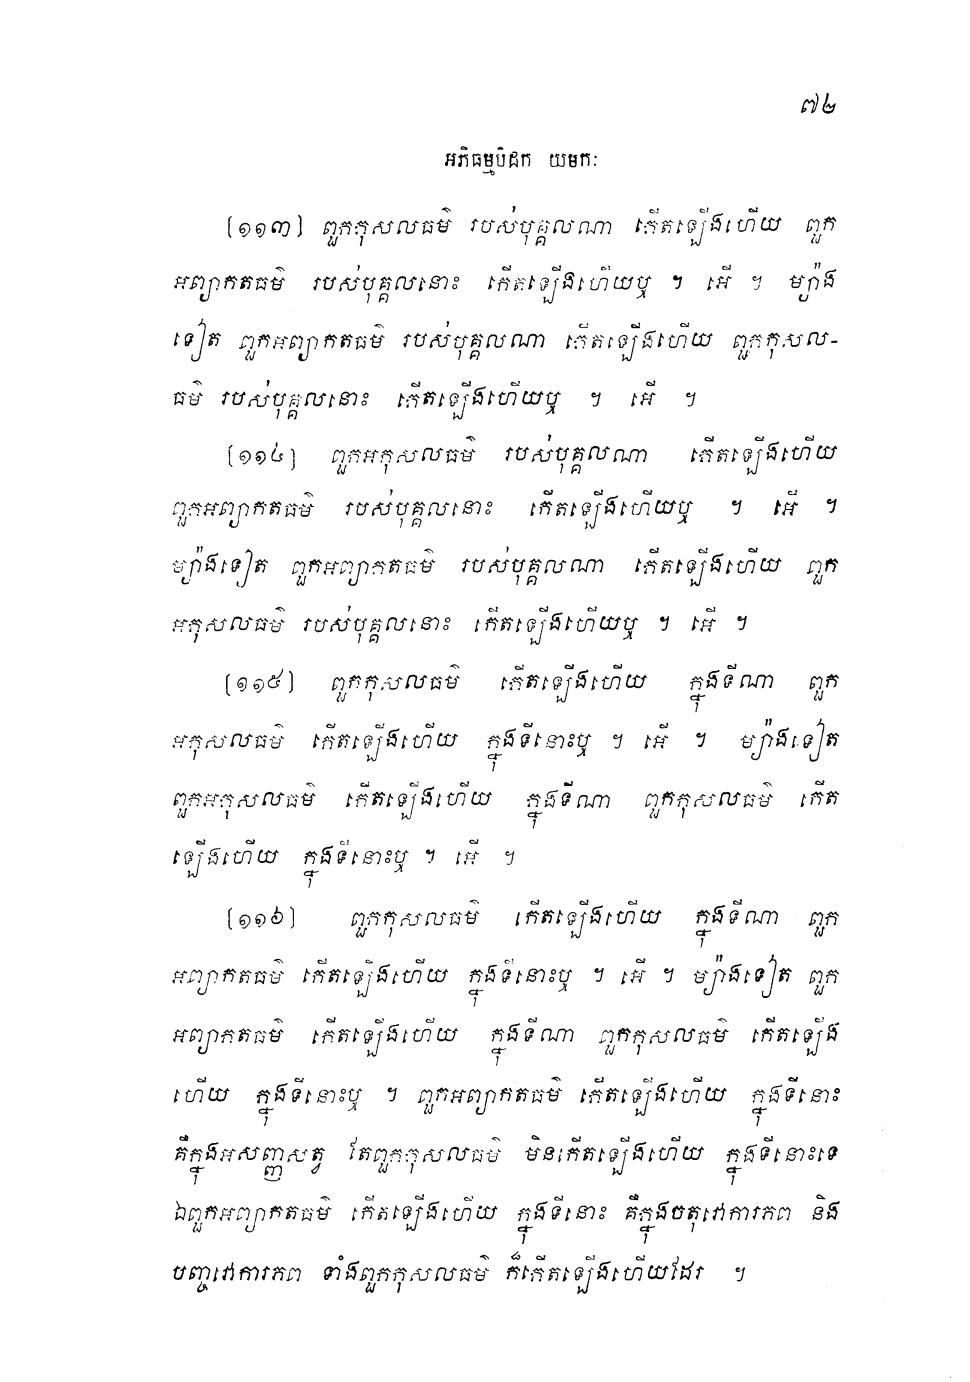 ៧២
អភិធម្មបិដក យមកៈ
[១១៣] ពួកកុសលធម៌ របស់បុគ្គលណា កើតឡើងហើយ ពួក
អព្យាកតធម៌ របស់បុគ្គលនោះ កើតឡើងហើយឬ ។ អើ ។ ម្យ៉ាង
ទៀត ពួកអព្យាកតធម៌ របស់បុគ្គលណា កើតឡើងហើយ ពួកកុសល-
ធម៌ របស់បុគ្គលនោះ កើតឡើងហើយឬ ។ អើ ។
[១១៤] ពួកអកុសលធម៌ របស់បុគ្គលណា កើតឡើងហើយ
ពួកអព្យាកតធម៌ របស់បុគ្គលនោះ កើតឡើងហើយឬ ។ អើ ។
ម្យ៉ាងទៀត ពួកអព្យាកតធម៌ របស់បុគ្គលណា កើតឡើងហើយ ពួក
អកុសលធម៌ របស់បុគ្គលនោះ កើតឡើងហើយឬ ។ អើ ។
[១១៥] ពួកកុសលធម៌ កើតឡើងហើយ ក្នុងទីណា ពួក
អកុសលធម៌ កើតឡើងហើយ ក្នុងទីនោះឬ ។ អើ ។ ម្យ៉ាងទៀត
ពួកអកុសលធម៌ កើតឡើងហើយ ក្នុងទីណា ពួកកុសលធម៌ កើត
ឡើងហើយ ក្នុងទីនោះឬ ។ អើ ។
[១១៦] ពួកកុសលធម៌ កើតឡើងហើយ ក្នុងទីណា ពួក
អព្យាកតធម៌ កើតឡើងហើយ ក្នុងទីនោះឬ ។ អើ ។ ម្យ៉ាងទៀត ពួក
អព្យាកតធម៌ កើតឡើងហើយ ក្នុងទីណា ពួកកុសលធម៌ កើតឡើង
ហើយ ក្នុងទីនោះឬ ។ ពួកអព្យាកតធម៌ កើតឡើងហើយ ក្នុងទីនោះ
គឺក្នុងអសញ្ញសត្វ តែពួកកុសលធម៌ មិនកើតឡើងហើយ ក្នុងទីនោះទេ
ឯពួកអព្យាកតធម៌ កើតឡើងហើយ ក្នុងទីនោះ គឺក្នុងចតុវោការភព និង
បញ្ចវោការភព ទាំងពួកកុសលធម៌ ក៏កើតឡើងហើយដែរ ។